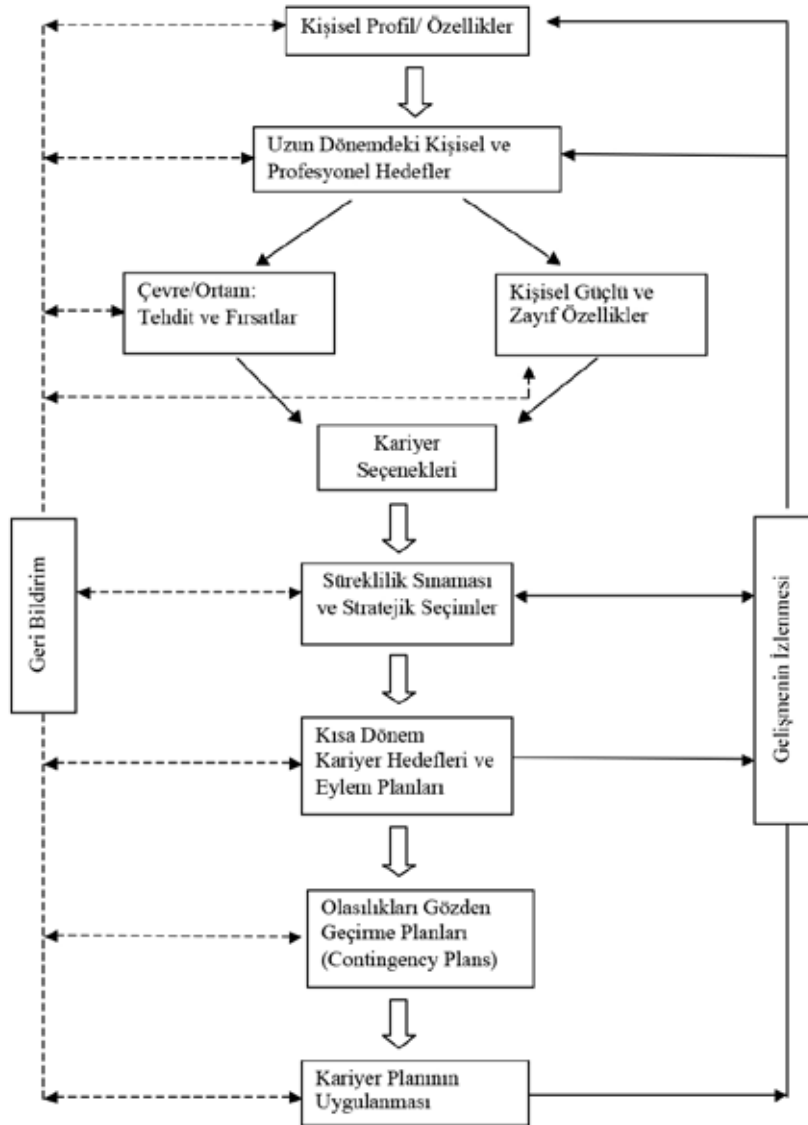 Kişisel Profil/ Özellikler
Uzun Dönemdeki Kişisel ve
Profesyonel Hedefler
Çevre/Ortam:
Tehdit ve Fırsatlar
Kişisel Güçlü ve
Zayıf Özellikler
Kariyer
Seçenekleri
Geri Bildirim
Süreklilik Sınaması
ve Stratejik Seçimler
Gelişmenin İzlenmesi
Kısa Dönem
Kariyer Hedefleri ve
Eylem Planları
Olasılıkları Gözden
Geçirme Planları
(Contingency Plans)
Kariyer Planının
Uygulanması